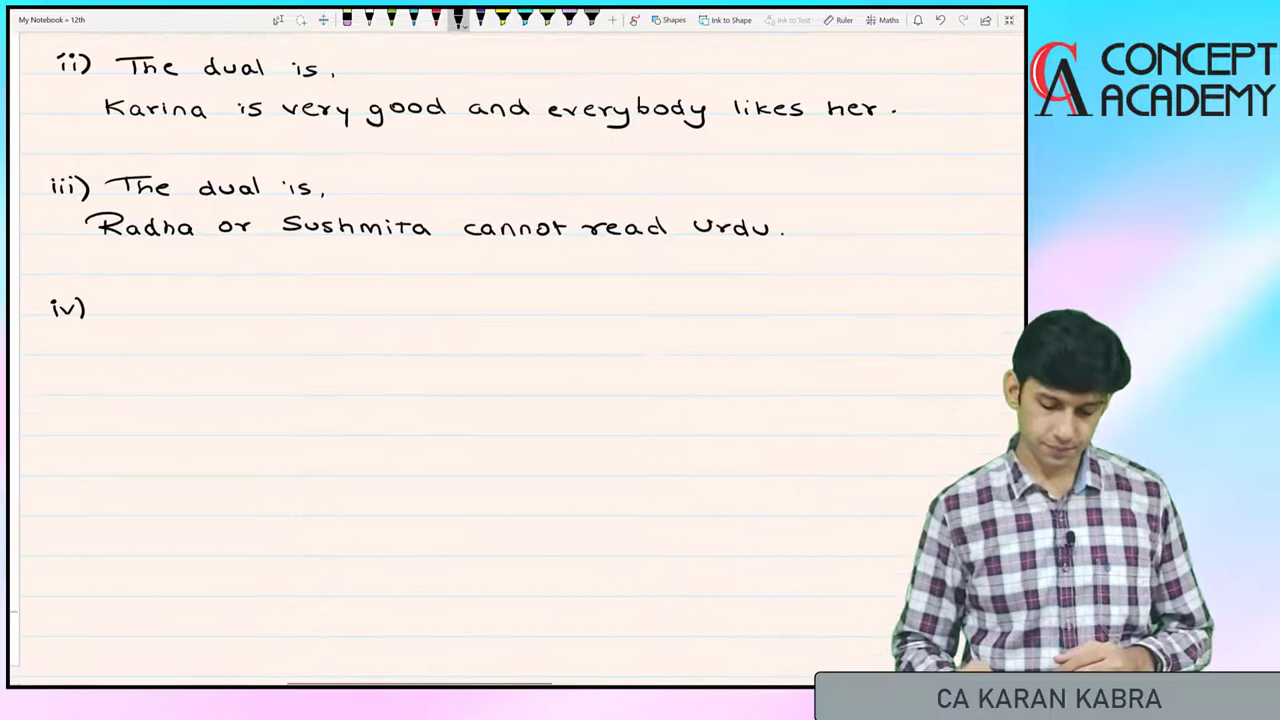 My Notebook > 12th
Shapes
Ink to Shape
Ink to Text
Ruler
Maths
CONCEPT
ACADEMY
ii) The dual is,
Karina is very good and everybody likes her.
iii) The dual is,
Radha or Sushmita cannot read Urdu.
iv)
CA KARAN KABRA